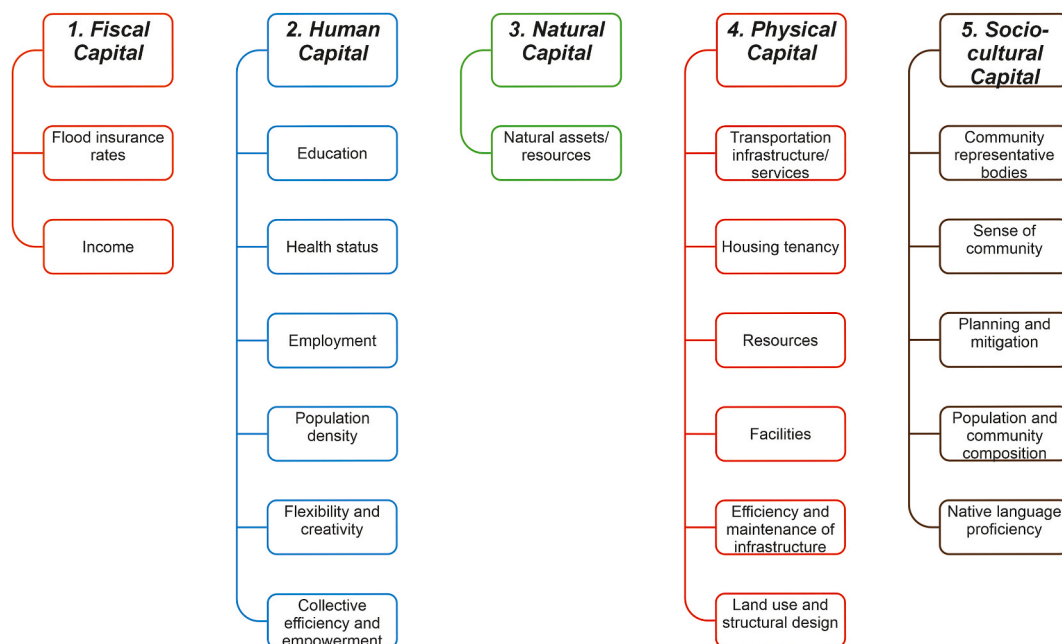 1. Fiscal
Capital
Flood insurance
rates
Income
2. Human
Capital
Education
Health status
Employment
Population
density
Flexibility and
creativity
Collective
efficiency and
empowerment
3. Natural
Capital
Natural assets/
resources
4. Physical
Capital
Transportation
infrastructure/
services
Housing tenancy
Resources
Facilities
Efficiency and
maintenance of
infrastructure
Land use and
structural design
5. Socio-
cultural
Capital
Community
representative
bodies
Sense of
community
Planning and
mitigation
Population and
community
composition
Native language
proficiency